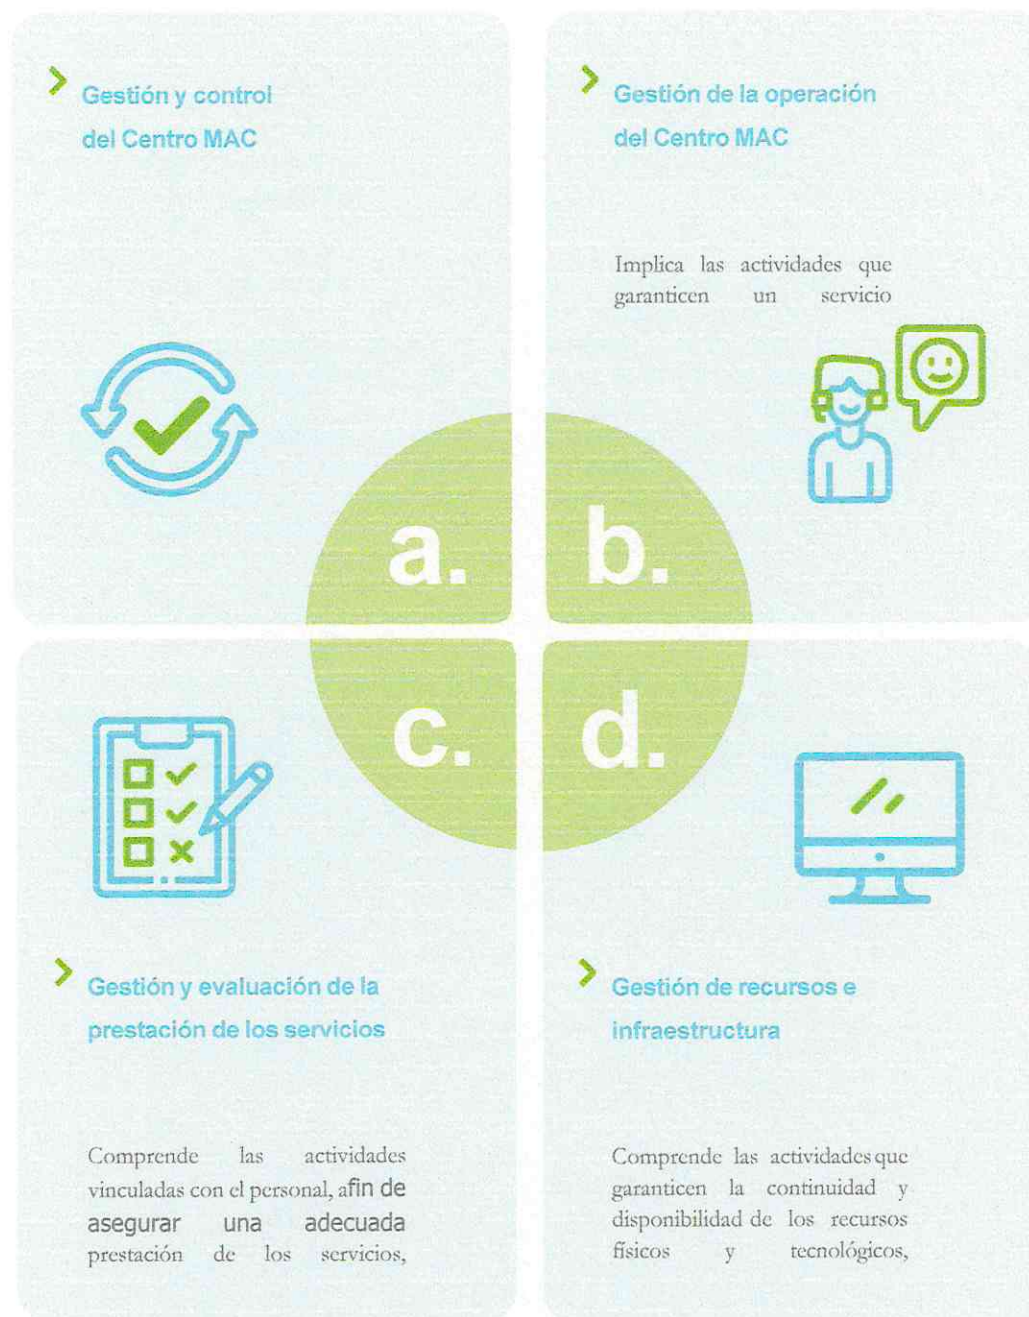 Gestión y control
del Centro MAC
a.
Gestión de la operación
del Centro MAC
Implica las actividades que
garanticen un servicio
b.
c.
Gestión y evaluación de la
prestación de los servicios
Comprende las actividades
vinculadas con el personal, afin de
asegurar una adecuada
prestación de los servicios,
d.
Gestión de recursos e
infraestructura
Comprende las actividades que
garanticen la continuidad y
disponibilidad de los recursos
físicos y tecnológicos,